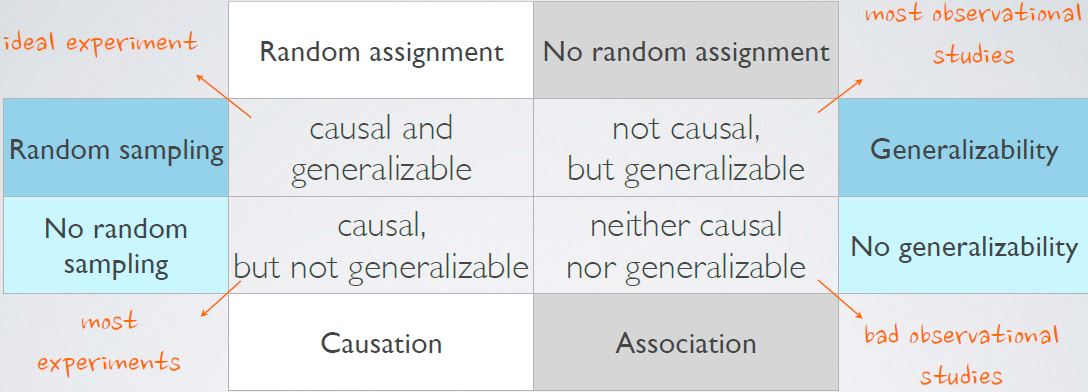 ideal experiment
Random assignment
No random assignment
most observational
studies
Random sampling
causal and
generalizable
not causal,
but generalizable
Generalizability
No random
sampling
causal,
but not generalizable
neither causal
nor generalizable
No generalizability
most
experiments
Causation
Association
bad observational
studies